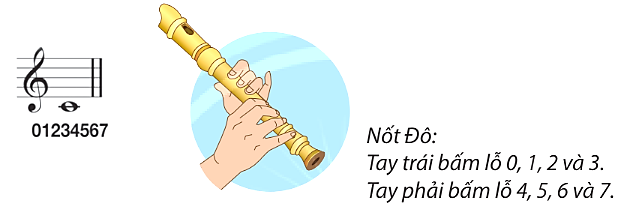 01234567
Nốt Đô:
Tay trái bấm lỗ 0, 1, 2 và 3.
Tay phải bấm lỗ 4, 5, 6 và 7.